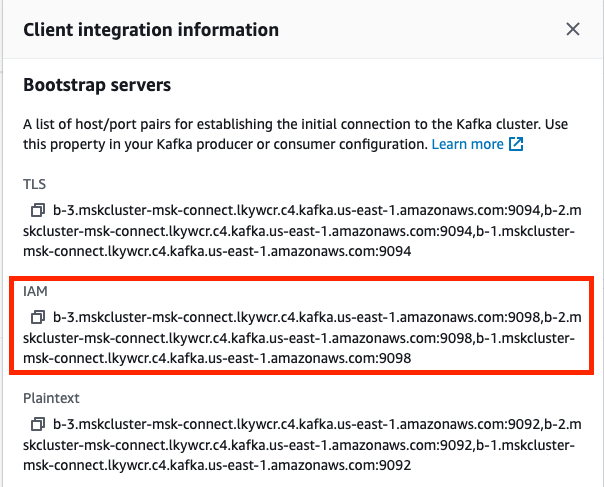 Client integration information
Bootstrap servers
A list of host/port pairs for establishing the initial connection to the Kafka cluster. Use
this property in your Kafka producer or consumer configuration. Learn more
TLS
b-3.mskcluster-msk-connect.lkywcr.c4.kafka.us-east-1.amazonaws.com:9094,b-2.m
skcluster-msk-connect.lkywcr.c4.kafka.us-east-1.amazonaws.com:9094,b-1.mskcluster-
msk-connect.lkywcr.c4.kafka.us-east-1.amazonaws.com:9094
IAM
b-3.mskcluster-msk-connect.lkywcr.c4.kafka.us-east-1.amazonaws.com:9098,b-2.m
skcluster-msk-connect.lkywcr.c4.kafka.us-east-1.amazonaws.com:9098,b-1.mskcluster-
msk-connect.lkywcr.c4.kafka.us-east-1.amazonaws.com:9098
Plaintext
b-3.mskcluster-msk-connect.lkywcr.c4.kafka.us-east-1.amazonaws.com:9092,b-2.m
skcluster-msk-connect.lkywcr.c4.kafka.us-east-1.amazonaws.com:9092,b-1.mskcluster-
msk-connect.lkywcr.c4.kafka.us-east-1.amazonaws.com:9092